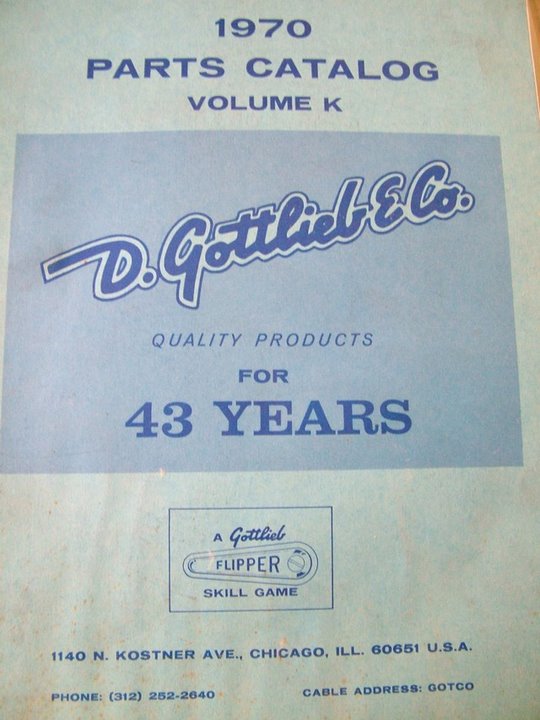 1970
PARTS CATALOG
VOLUME K
D. Gottlieb & Co.
QUALITY PRODUCTS
FOR
43 YEARS
A Gottlieb
FLIPPER
SKILL GAME
1140 N. KOSTNER AVE., CHICAGO, ILL. 60651 U.S.A.
PHONE: (312) 252-2640 CABLE ADDRESS: GOTCO